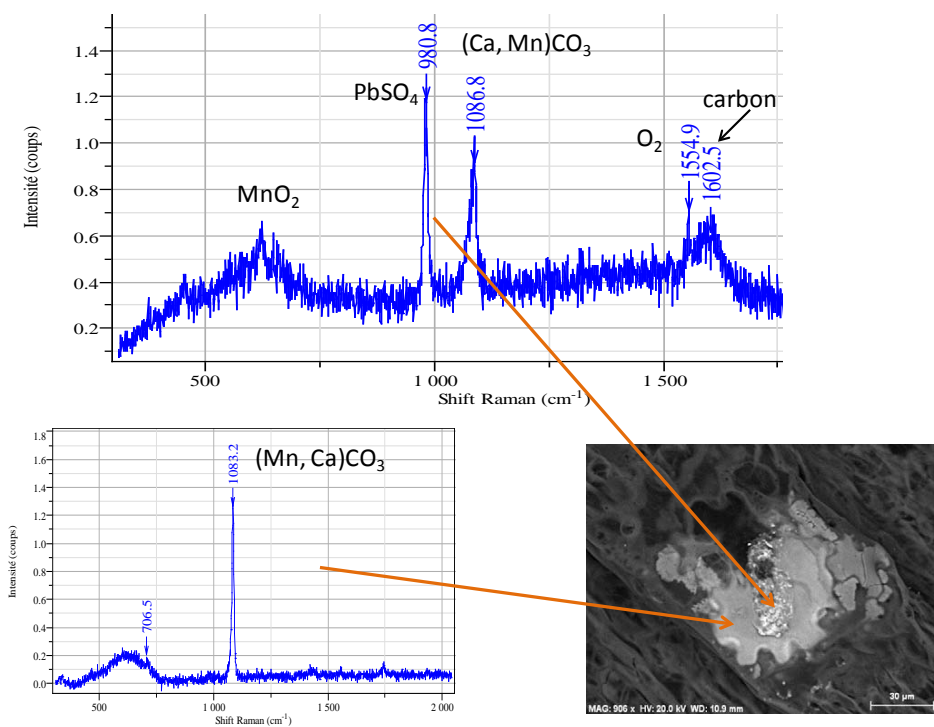 Intensité (coups)
1.4
1.2
1.0
0.8
0.6
0.4
0.2
500
1 000
1 500
Shift Raman (cm-1)
MnO2
PbSO4
980.8
(Ca, Mn)CO3
1086.8
O2
1554.9
carbon
1602.5
Intensité (coups)
1.8
1.6
1.4
1.2
1.0
0.8
0.6
0.4
0.2
0.0
500
1 000
1 500
2 000
Shift Raman (cm-1)
706.5
1083.2
(Mn, Ca)CO3
MAG: 906 x HV: 20.0 kV WD: 10.9 mm
30 µm